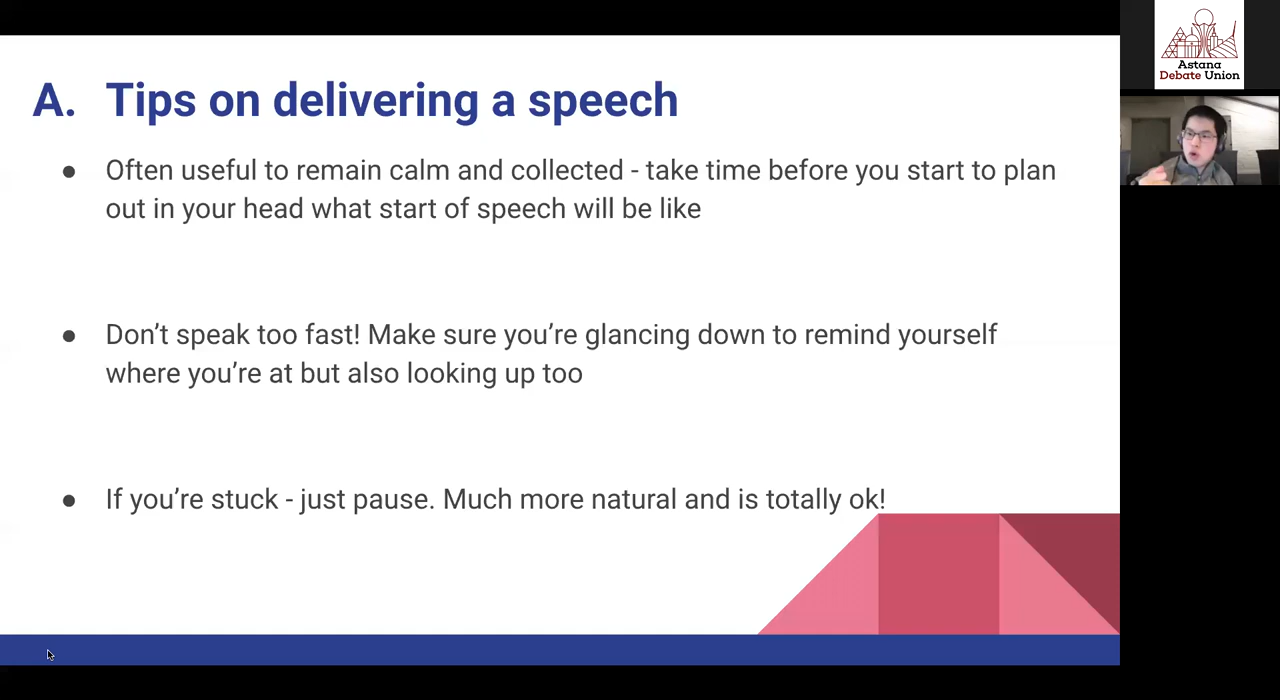 A. Tips on delivering a speech
● Often useful to remain calm and collected - take time before you start to plan
out in your head what start of speech will be like
● Don’t speak too fast! Make sure you’re glancing down to remind yourself
where you’re at but also looking up too
● If you’re stuck - just pause. Much more natural and is totally ok!
Astana
Debate Union